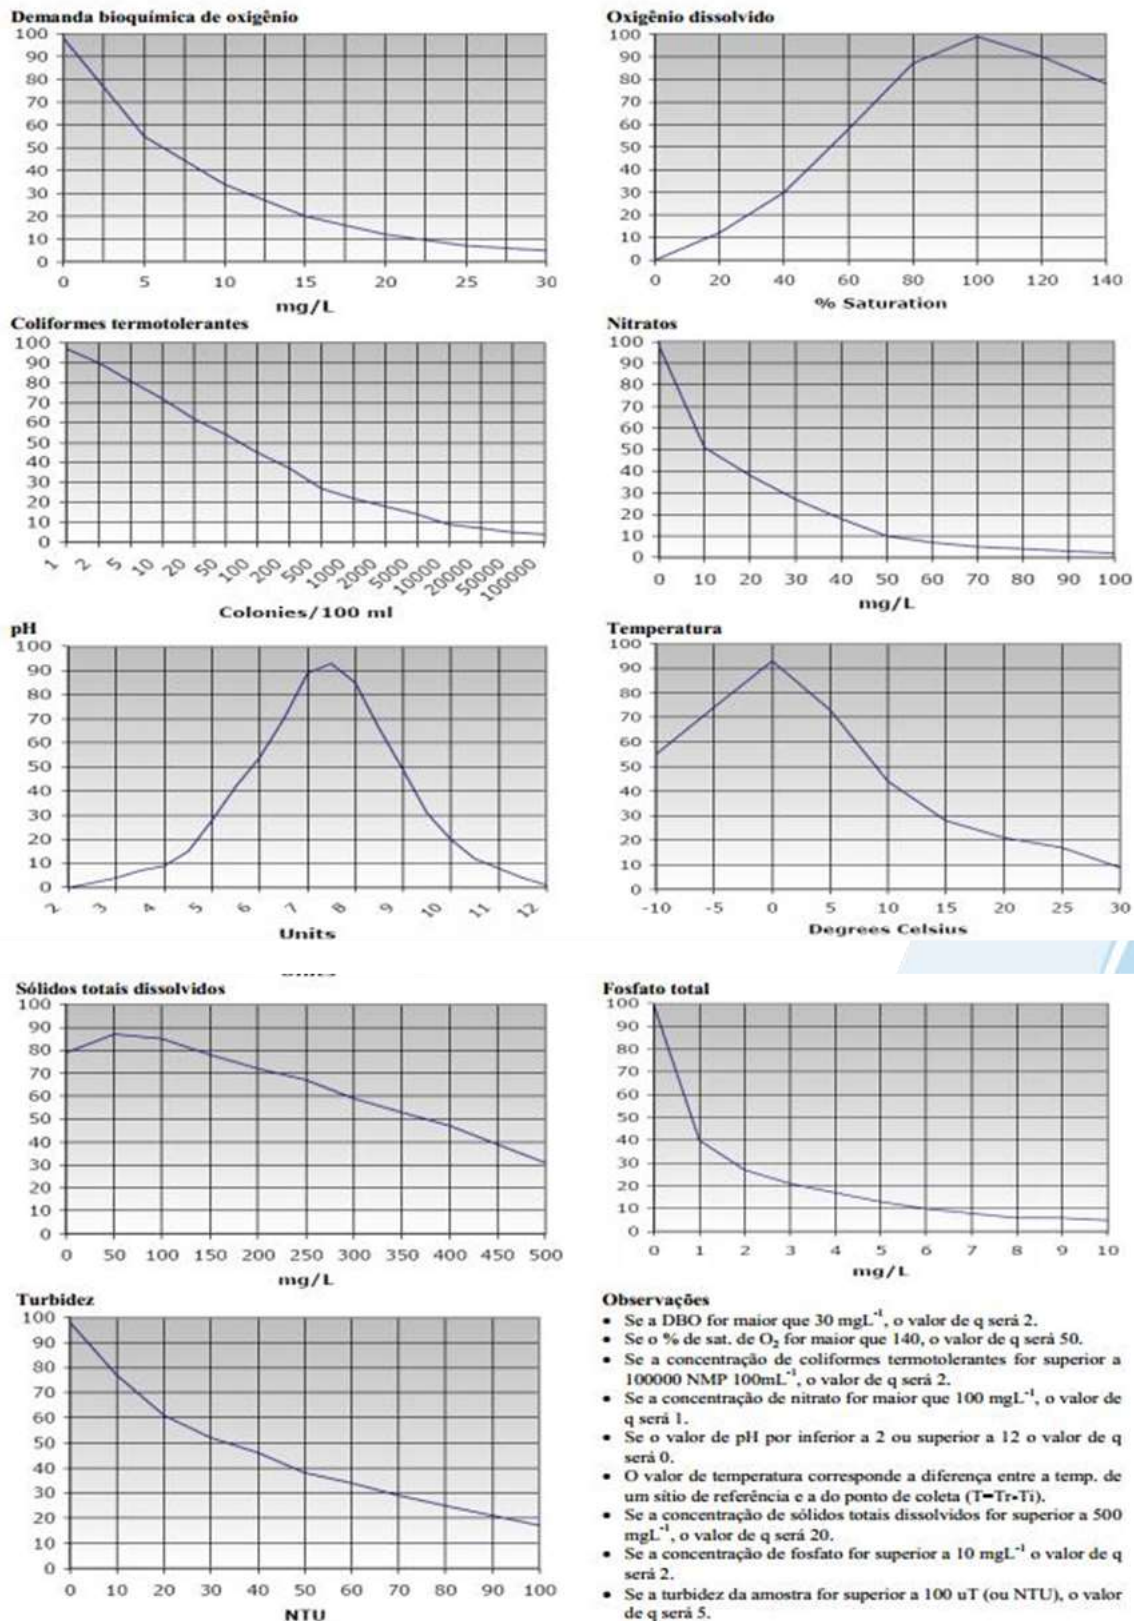 Demanda bioquímica de oxigênio
100
90
80
70
60
50
40
30
20
10
0
0 5 10 15 20 25 30
mg/L
Oxigênio dissolvido
100
90
80
70
60
50
40
30
20
10
0
0 20 40 60 80 100 120 140
% Saturation
Coliformes termotolerantes
100
90
80
70
60
50
40
30
20
10
0
1 2 5 10 20 50 100 200 500 1000 2000 5000 10000 20000 50000 100000
Colonies/100 ml
Nitratos
100
90
80
70
60
50
40
30
20
10
0
0 10 20 30 40 50 60 70 80 90 100
mg/L
pH
100
90
80
70
60
50
40
30
20
10
0
2 3 4 5 6 7 8 9 10 11 12
Units
Temperatura
100
90
80
70
60
50
40
30
20
10
0
-10 -5 0 5 10 15 20 25 30
Degrees Celsius
Sólidos totais dissolvidos
100
90
80
70
60
50
40
30
20
10
0
0 50 100 150 200 250 300 350 400 450 500
mg/L
Fosfato total
100
90
80
70
60
50
40
30
20
10
0
0 1 2 3 4 5 6 7 8 9 10
mg/L
Turbidez
100
90
80
70
60
50
40
30
20
10
0
0 10 20 30 40 50 60 70 80 90 100
NTU
Observações
• Se a DBO for maior que 30 mgL⁻¹, o valor de q será 2.
• Se o % de sat. de O₂ for maior que 140, o valor de q será 50.
• Se a concentração de coliformes termotolerantes for superior a
100000 NMP 100mL⁻¹, o valor de q será 2.
• Se a concentração de nitrato for maior que 100 mgL⁻¹, o valor de
q será 1.
• Se o valor de pH por inferior a 2 ou superior a 12 o valor de q
será 0.
• O valor de temperatura corresponde a diferença entre a temp. de
um sítio de referência e a do ponto de coleta (T=Tr-Ti).
• Se a concentração de sólidos totais dissolvidos for superior a 500
mgL⁻¹, o valor de q será 20.
• Se a concentração de fosfato for superior a 10 mgL⁻¹ o valor de q
será 2.
• Se a turbidez da amostra for superior a 100 uT (ou NTU), o valor
de q será 5.